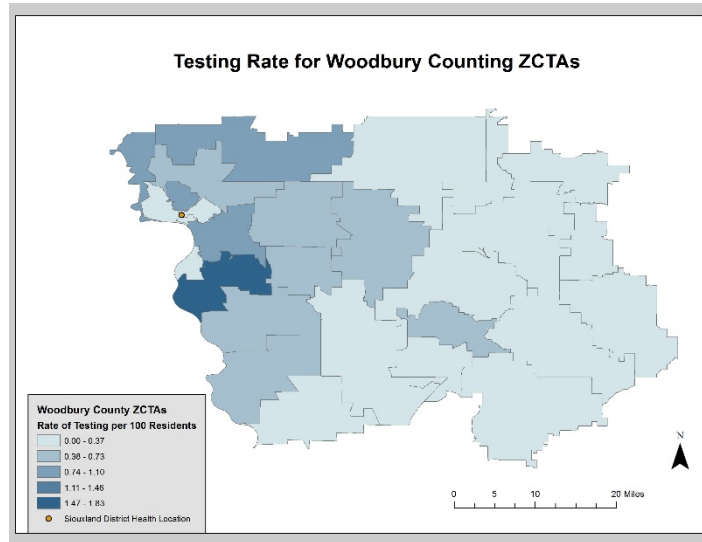 Testing Rate for Woodbury Counting ZCTAs
Woodbury County ZCTAs
Rate of Testing per 100 Residents
0.00 - 0.37
0.38 - 0.73
0.74 - 1.10
1.11 - 1.46
1.47 - 1.83
Siouxland District Health Location
N
0 5 10 20 Miles